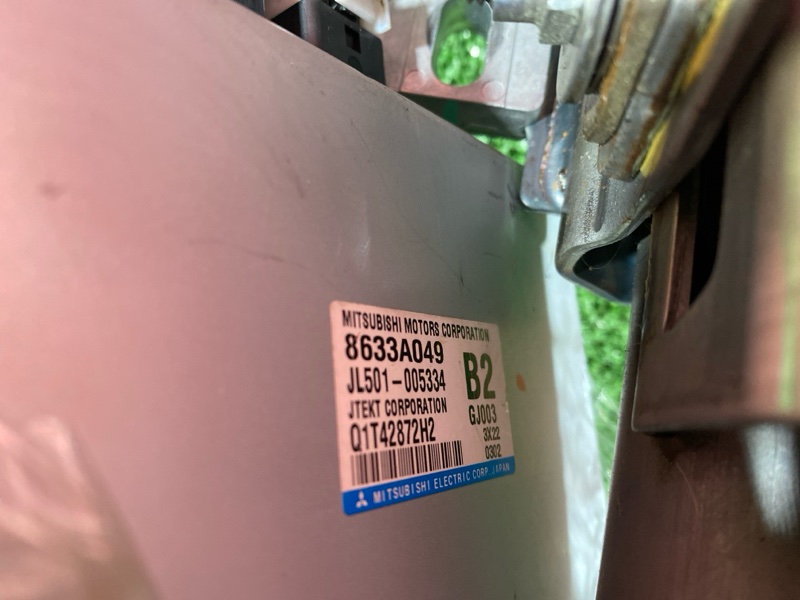 MITSUBISHI MOTORS CORPORATION
8633A049
B2
JL501-005334
JTEKT CORPORATION
GJ003
Q1T42872H2
3X22
0302
MITSUBISHI ELECTRIC CORP. JAPAN